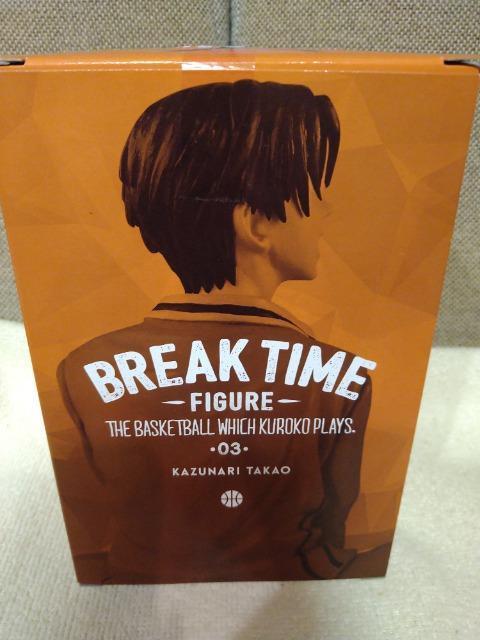 BREAK TIME
FIGURE
THE BASKETBALL WHICH KUROKO PLAYS.
·03·
KAZUNARI TAKAO